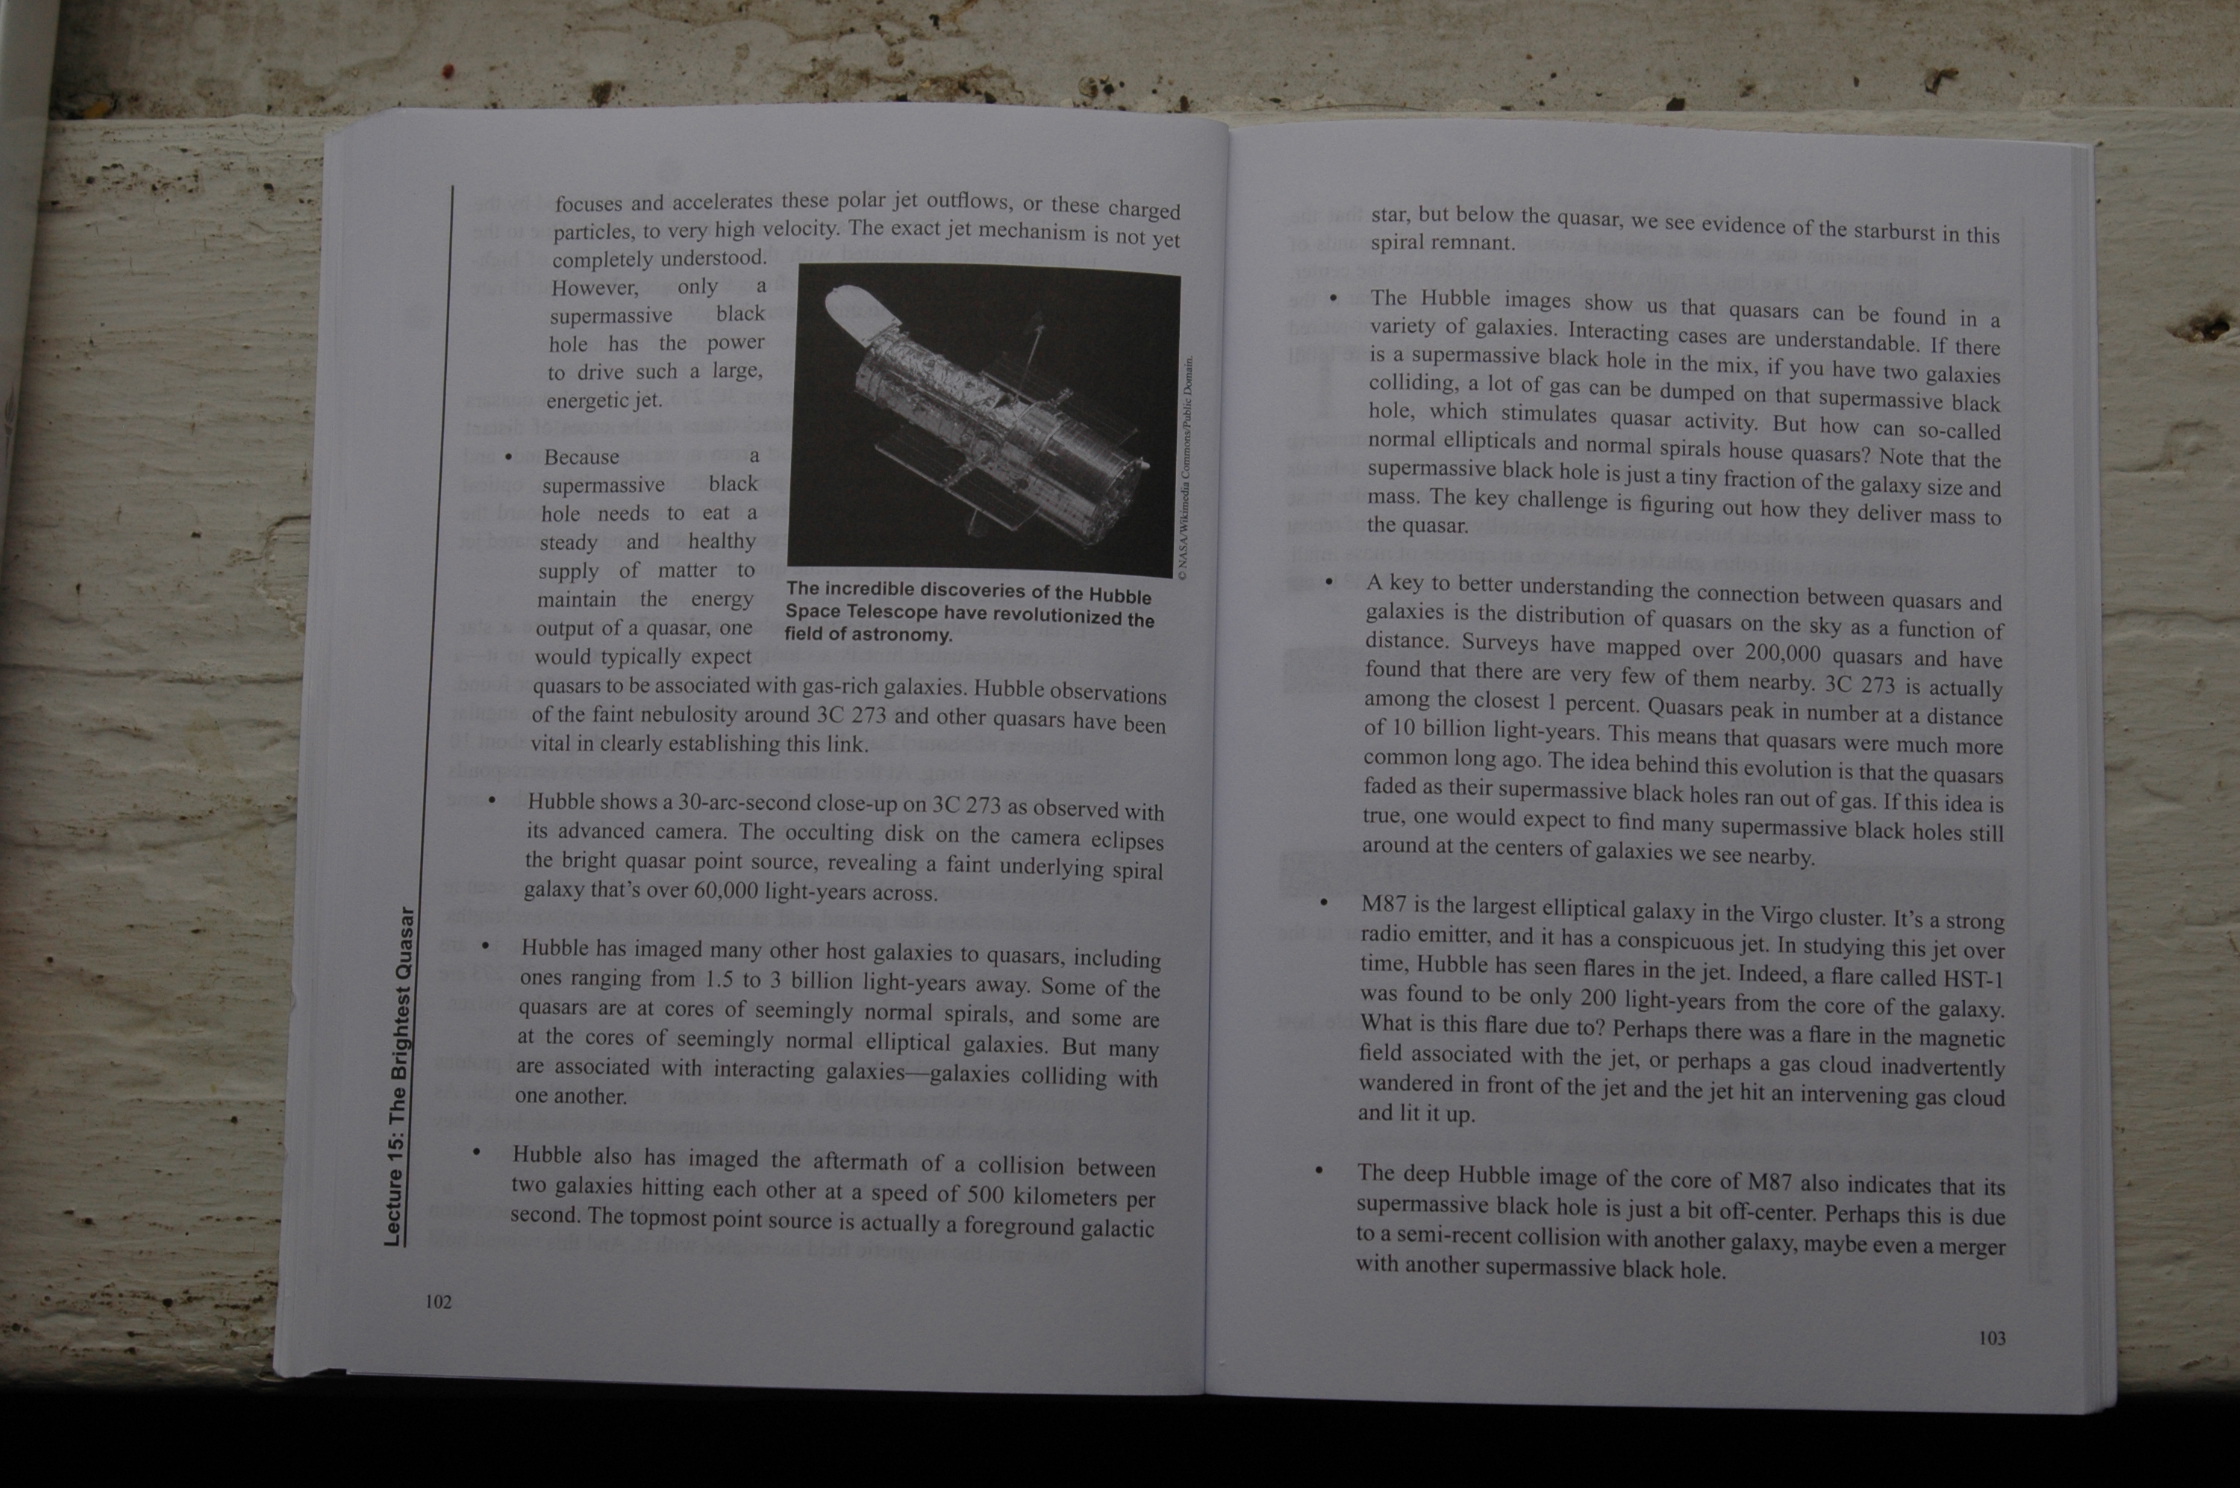 focuses and accelerates these polar jet outflows, or these charged
particles, to very high velocity. The exact jet mechanism is not yet
completely understood.
However, only a
supermassive black
hole has the power
to drive such a large,
energetic jet.
• Because a
supermassive black
hole needs to eat a
steady and healthy
supply of matter to
maintain the energy
output of a quasar, one
would typically expect
quasars to be associated with gas-rich galaxies. Hubble observations
of the faint nebulosity around 3C 273 and other quasars have been
vital in clearly establishing this link.
© NASA/Wikimedia Commons/Public Domain.
The incredible discoveries of the Hubble
Space Telescope have revolutionized the
field of astronomy.
• Hubble shows a 30-arc-second close-up on 3C 273 as observed with
its advanced camera. The occulting disk on the camera eclipses
the bright quasar point source, revealing a faint underlying spiral
galaxy that's over 60,000 light-years across.
• Hubble has imaged many other host galaxies to quasars, including
ones ranging from 1.5 to 3 billion light-years away. Some of the
quasars are at cores of seemingly normal spirals, and some are
at the cores of seemingly normal elliptical galaxies. But many
are associated with interacting galaxies—galaxies colliding with
one another.
• Hubble also has imaged the aftermath of a collision between
two galaxies hitting each other at a speed of 500 kilometers per
second. The topmost point source is actually a foreground galactic
Lecture 15: The Brightest Quasar
102
star, but below the quasar, we see evidence of the starburst in this
spiral remnant.
• The Hubble images show us that quasars can be found in a
variety of galaxies. Interacting cases are understandable. If there
is a supermassive black hole in the mix, if you have two galaxies
colliding, a lot of gas can be dumped on that supermassive black
hole, which stimulates quasar activity. But how can so-called
normal ellipticals and normal spirals house quasars? Note that the
supermassive black hole is just a tiny fraction of the galaxy size and
mass. The key challenge is figuring out how they deliver mass to
the quasar.
• A key to better understanding the connection between quasars and
galaxies is the distribution of quasars on the sky as a function of
distance. Surveys have mapped over 200,000 quasars and have
found that there are very few of them nearby. 3C 273 is actually
among the closest 1 percent. Quasars peak in number at a distance
of 10 billion light-years. This means that quasars were much more
common long ago. The idea behind this evolution is that the quasars
faded as their supermassive black holes ran out of gas. If this idea is
true, one would expect to find many supermassive black holes still
around at the centers of galaxies we see nearby.
• M87 is the largest elliptical galaxy in the Virgo cluster. It's a strong
radio emitter, and it has a conspicuous jet. In studying this jet over
time, Hubble has seen flares in the jet. Indeed, a flare called HST-1
was found to be only 200 light-years from the core of the galaxy.
What is this flare due to? Perhaps there was a flare in the magnetic
field associated with the jet, or perhaps a gas cloud inadvertently
wandered in front of the jet and the jet hit an intervening gas cloud
and lit it up.
• The deep Hubble image of the core of M87 also indicates that its
supermassive black hole is just a bit off-center. Perhaps this is due
to a semi-recent collision with another galaxy, maybe even a merger
with another supermassive black hole.
103